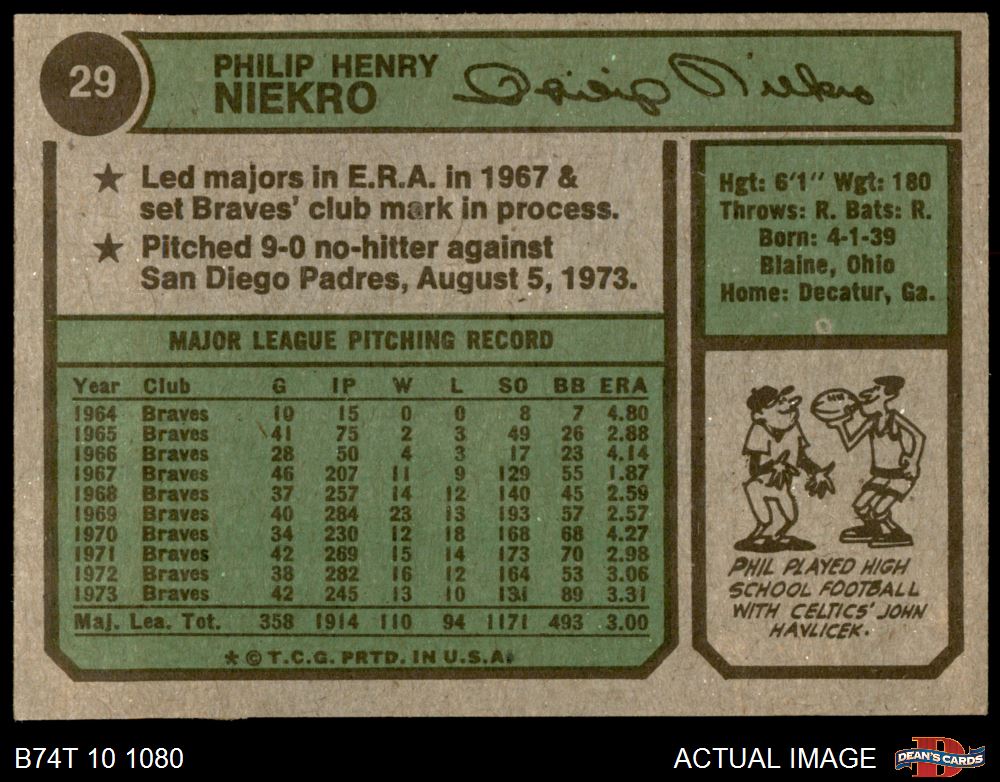 29
PHILIP HENRY
NIEKRO
Philip Niekro
★ Led majors in E.R.A. in 1967 &
set Braves' club mark in process.
★ Pitched 9-0 no-hitter against
San Diego Padres, August 5, 1973.
Hgt: 6'1" Wgt: 180
Throws: R. Bats: R.
Born: 4-1-39
Blaine, Ohio
Home: Decatur, Ga.
MAJOR LEAGUE PITCHING RECORD
Year Club G IP W L SO BB ERA
1964 Braves 10 15 0 0 8 7 4.80
1965 Braves 41 75 2 3 49 26 2.88
1966 Braves 28 50 4 3 17 23 4.14
1967 Braves 46 207 11 9 129 55 1.87
1968 Braves 37 257 14 12 140 45 2.59
1969 Braves 40 284 23 13 193 57 2.57
1970 Braves 34 230 12 18 168 68 4.27
1971 Braves 42 269 15 14 173 70 2.98
1972 Braves 38 282 16 12 164 53 3.06
1973 Braves 42 245 13 10 131 89 3.31
Maj. Lea. Tot. 358 1914 110 94 1171 493 3.00
* © T.C.G. PRTD. IN U.S.A.
PHIL PLAYED HIGH
SCHOOL FOOTBALL
WITH CELTICS' JOHN
HAVLICEK.
B74T 10 1080
ACTUAL IMAGE
DEAN'S CARDS